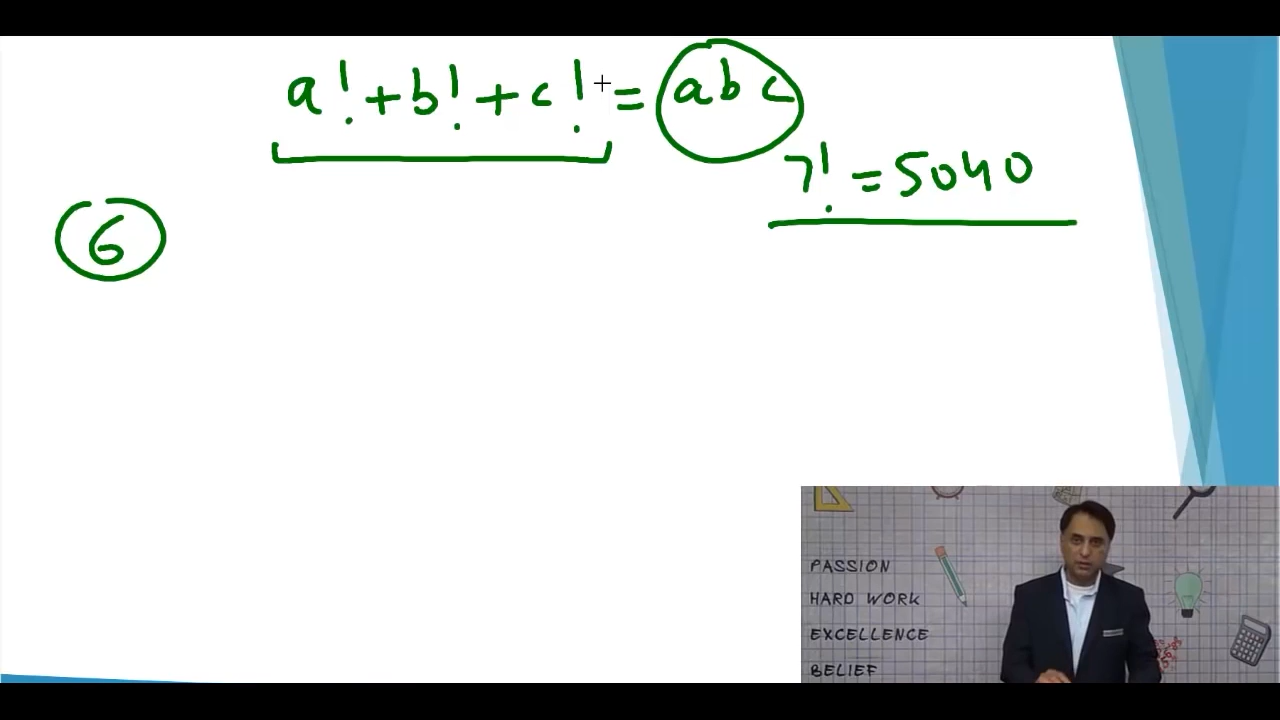 a! + b! + c! = abc
7! = 5040
6
PASSION
HARD WORK
EXCELLENCE
BELIEF